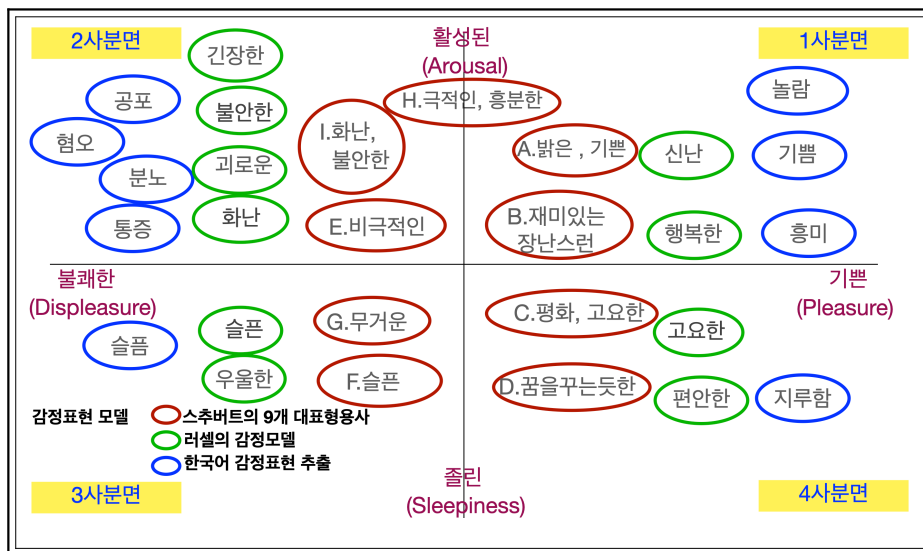 2사분면
긴장한
활성된
(Arousal)
1사분면
공포
불안한
H.극적인, 흥분한
놀람
혐오
I.화난,
불안한
A.밝은 , 기쁜
신난
기쁨
분노
괴로운
통증
화난
E.비극적인
B.재미있는
장난스런
행복한
흥미
불쾌한
(Displeasure)
기쁜
(Pleasure)
슬픔
슬픈
G.무거운
C.평화, 고요한
고요한
우울한
F.슬픈
D.꿈을꾸는듯한
편안한
지루함
감정표현 모델
스추버트의 9개 대표형용사
러셀의 감정모델
한국어 감정표현 추출
졸린
(Sleepiness)
3사분면
4사분면